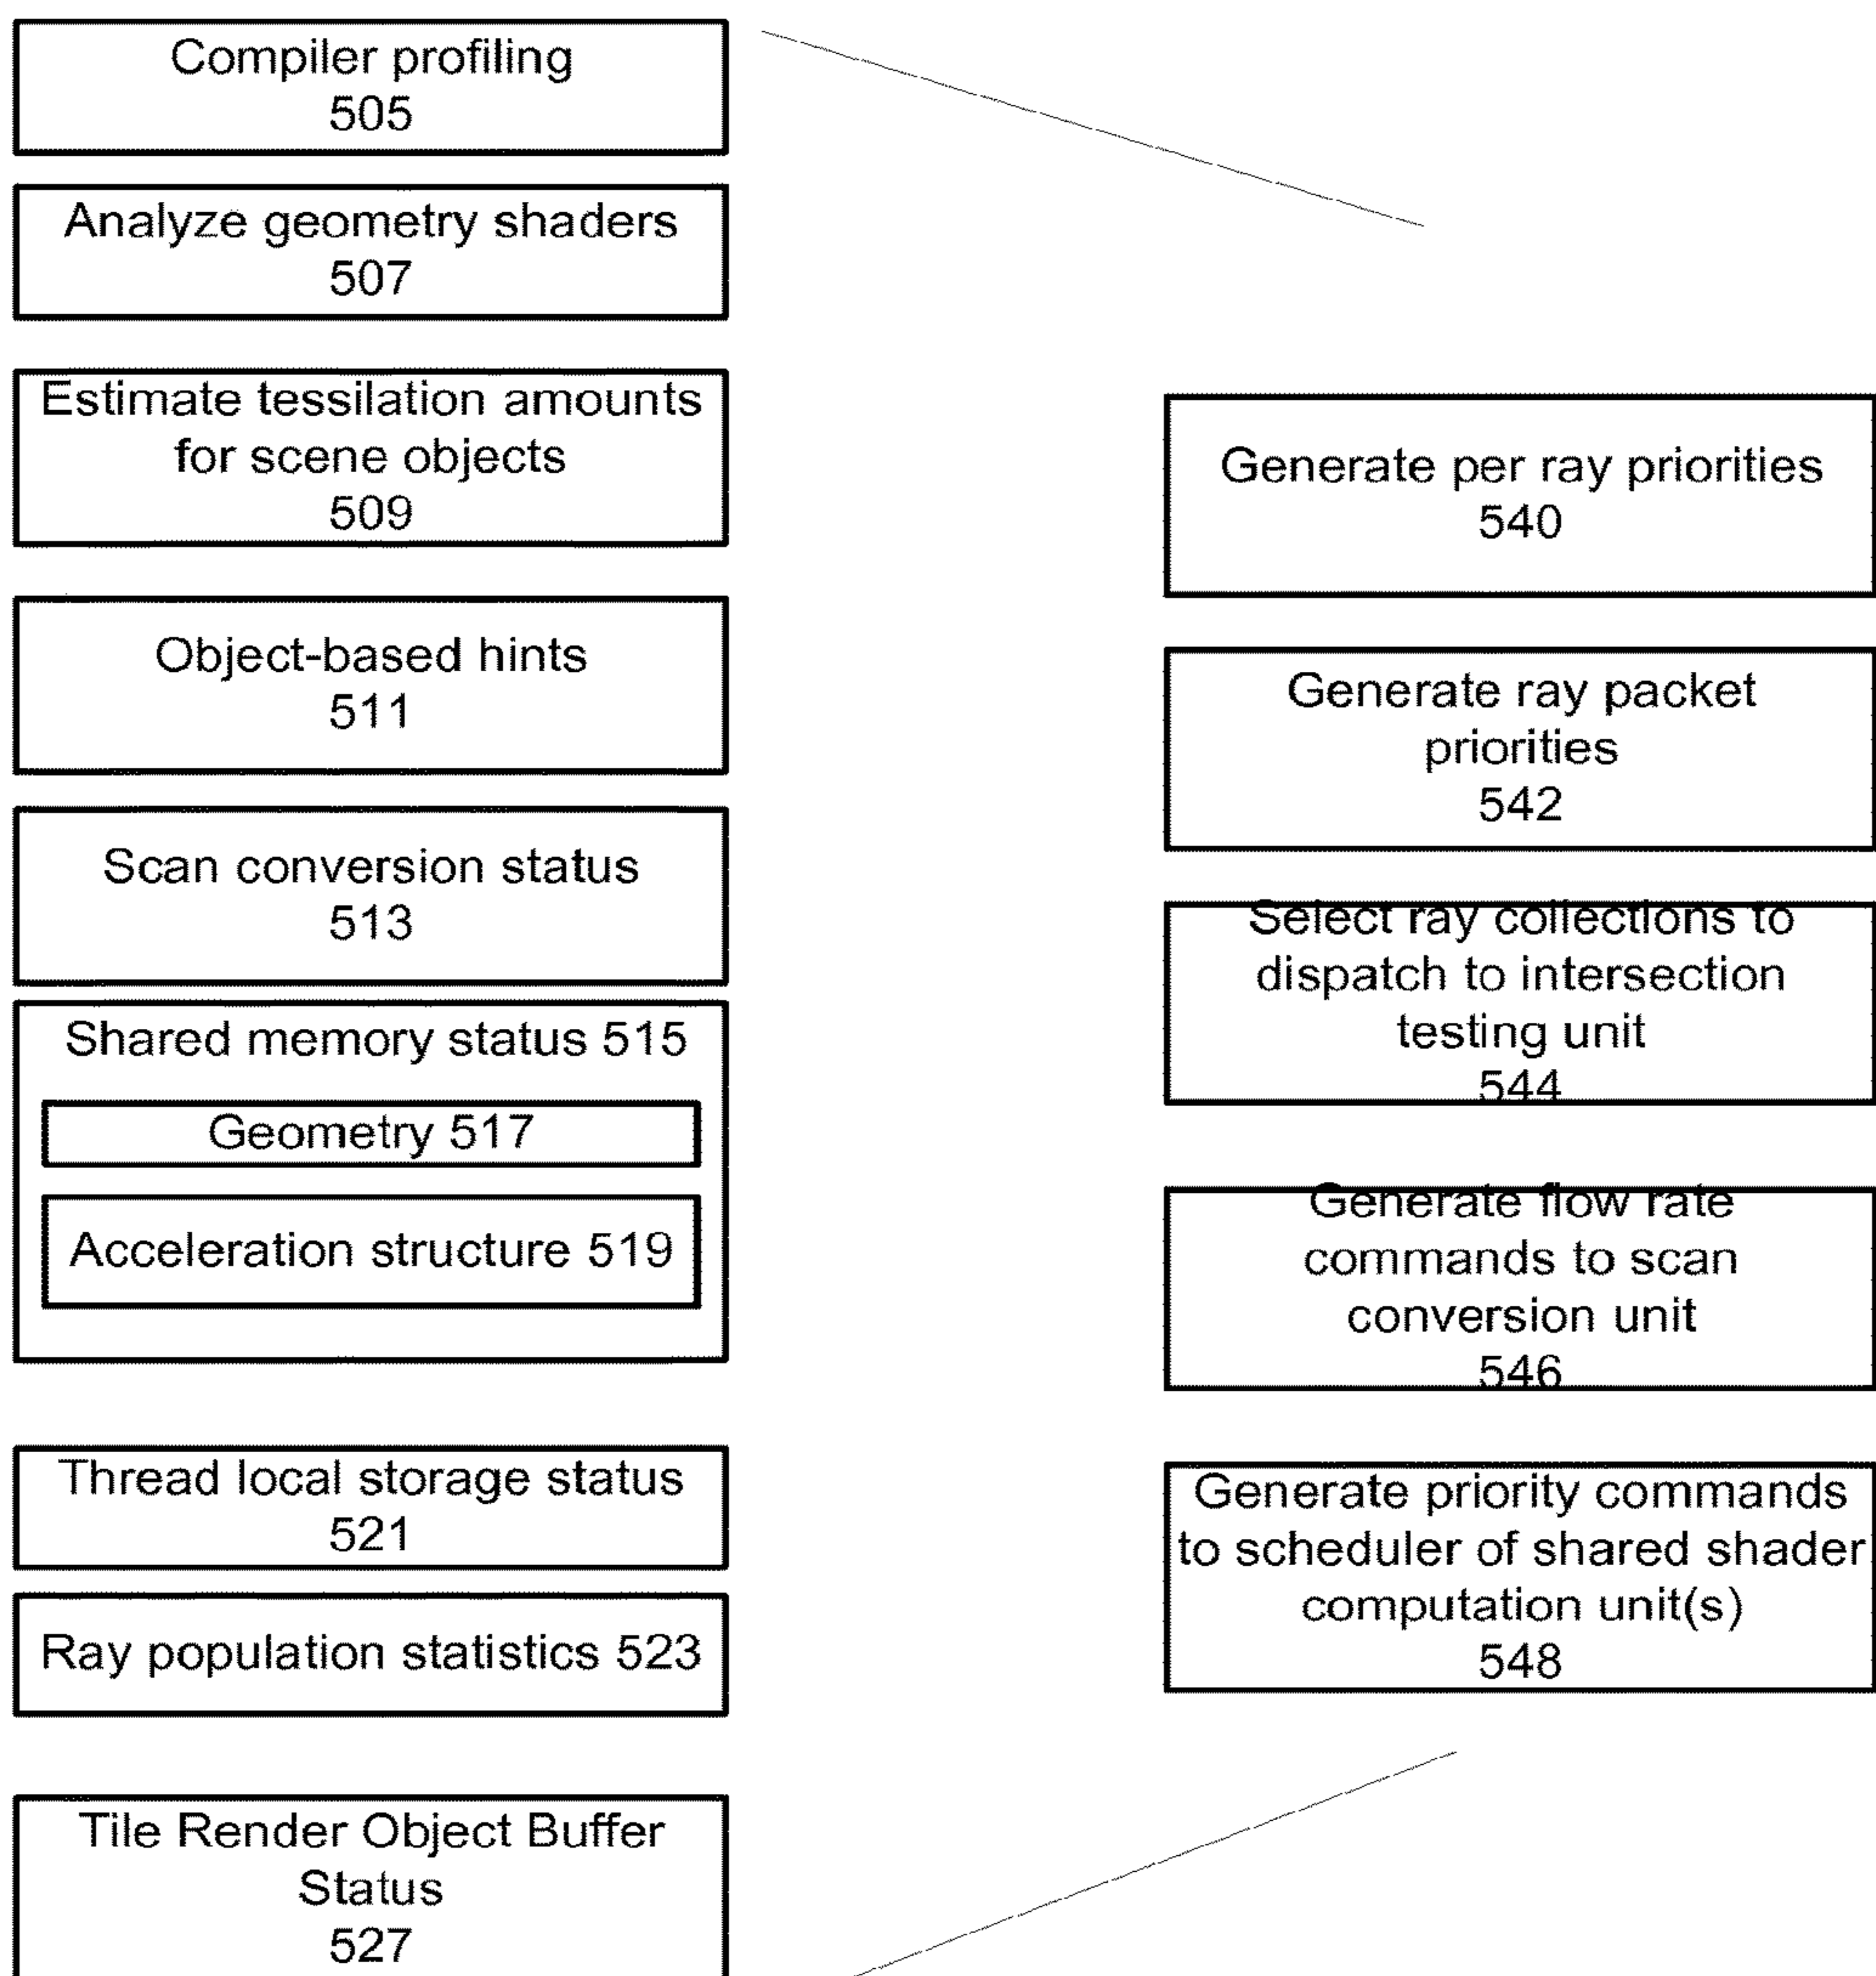 Compiler profiling
505
Analyze geometry shaders
507
Estimate tessilation amounts
for scene objects
509
Object-based hints
511
Scan conversion status
513
Shared memory status 515
Geometry 517
Acceleration structure 519
Thread local storage status
521
Ray population statistics 523
Tile Render Object Buffer
Status
527
Generate per ray priorities
540
Generate ray packet
priorities
542
Select ray collections to
dispatch to intersection
testing unit
544
Generate flow rate
commands to scan
conversion unit
546
Generate priority commands
to scheduler of shared shader
computation unit(s)
548